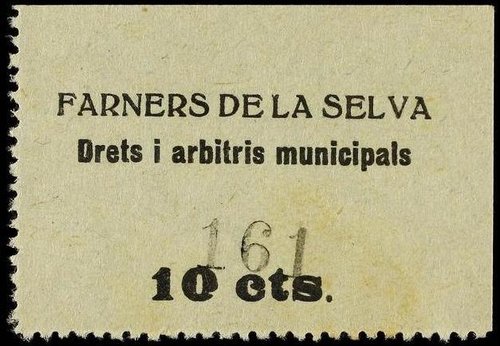 FARNERS DE LA SELVA
Drets i arbitris municipals
161
10 cts.